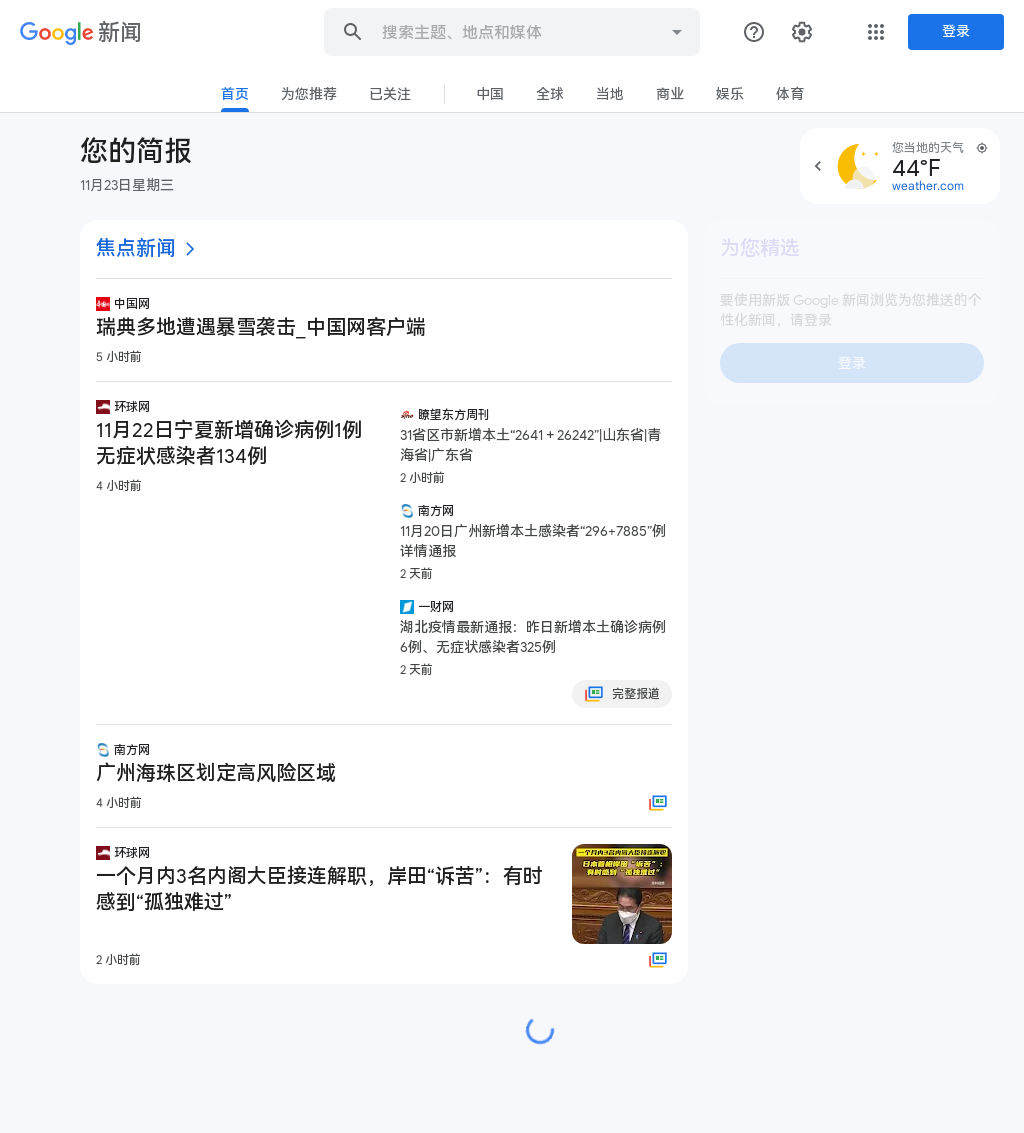 Google 新闻
搜索主题、地点和媒体
登录
首页
为您推荐
已关注
中国
全球
当地
商业
娱乐
体育
您的简报
11月23日星期三
您当地的天气
44°F
weather.com
焦点新闻
中国网
瑞典多地遭遇暴雪袭击_中国网客户端
5 小时前
环球网
11月22日宁夏新增确诊病例1例
无症状感染者134例
4 小时前
瞭望东方周刊
31省区市新增本土“2641＋26242”|山东省|青
海省|广东省
2 小时前
南方网
11月20日广州新增本土感染者“296+7885”例
详情通报
2 天前
一财网
湖北疫情最新通报：昨日新增本土确诊病例
6例、无症状感染者325例
2 天前
完整报道
南方网
广州海珠区划定高风险区域
4 小时前
环球网
一个月内3名内阁大臣接连解职，岸田“诉苦”：有时
感到“孤独难过”
2 小时前
一个月内3名内阁大臣接连解职
日本首相岸田“诉苦”：
有时感到“孤独难过”
为您精选
要使用新版 Google 新闻浏览为您推送的个
性化新闻，请登录
登录